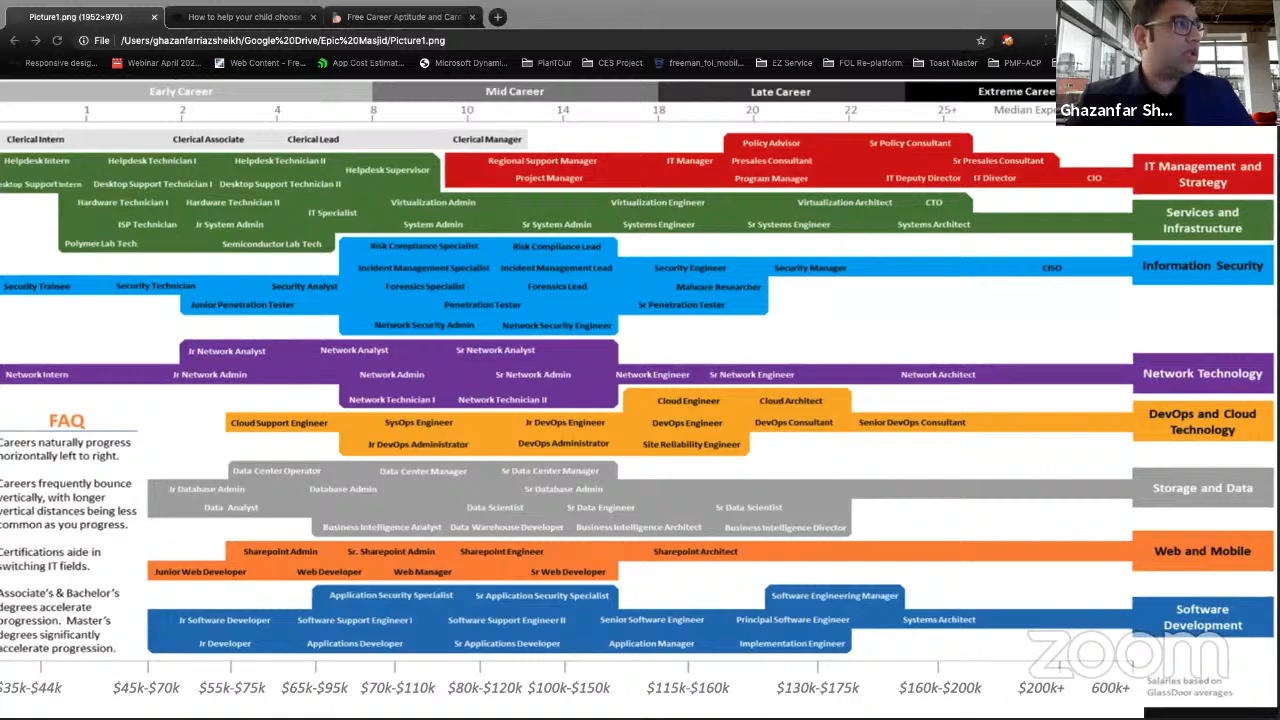 Picture1.png (1952×970)
How to help your child choose
Free Career Aptitude and Car
File
/Users/ghazanfarriazsheikh/Google%20Drive/Epic%20Masjid/Picture1.png
Responsive desig...
Webinar April 202...
Web Content - Fre...
App Cost Estimat...
Microsoft Dynami...
PlanTOur
CES Project
freeman_fol_mobil...
EZ Service
FOL Re-platform
Toast Master
PMP-ACP
Ghazanfar Sh...
Early Career
Mid Career
Late Career
Extreme Caree
1 2 4 8 10 14 18 20 22 25+ Median Expe
Clerical Intern Clerical Associate Clerical Lead Clerical Manager
Policy Advisor Sr Policy Consultant
Helpdesk Intern Helpdesk Technician I Helpdesk Technician II
Helpdesk Supervisor
Regional Support Manager IT Manager Presales Consultant Sr Presales Consultant
Project Manager Program Manager IT Deputy Director IT Director CIO
IT Management and
Strategy
esktop Support Intern Desktop Support Technician I Desktop Support Technician II
Hardware Technician I Hardware Technician II
IT Specialist
Virtualization Admin Virtualization Engineer Virtualization Architect CTO
ISP Technician Jr System Admin System Admin Sr System Admin Systems Engineer Sr Systems Engineer Systems Architect
Services and
Infrastructure
Polymer Lab Tech Semiconductor Lab Tech
Risk Compliance Specialist Risk Compliance Lead
Incident Management Specialist Incident Management Lead Security Engineer Security Manager CISO
Information Security
Security Trainee Security Technician Security Analyst Forensics Specialist Forensics Lead Malware Researcher
Junior Penetration Tester Penetration Tester Sr Penetration Tester
Network Security Admin Network Security Engineer
Jr Network Analyst Network Analyst Sr Network Analyst
Network Intern Jr Network Admin Network Admin Sr Network Admin Network Engineer Sr Network Engineer Network Architect
Network Technology
Network Technician I Network Technician II
Cloud Engineer Cloud Architect
Cloud Support Engineer SysOps Engineer Jr DevOps Engineer DevOps Engineer DevOps Consultant Senior DevOps Consultant
DevOps and Cloud
Technology
Jr DevOps Administrator DevOps Administrator Site Reliability Engineer
FAQ
Careers naturally progress
horizontally left to right.
Careers frequently bounce
vertically, with longer
vertical distances being less
common as you progress.
Certifications aide in
switching IT fields.
Associate's & Bachelor's
degrees accelerate
progression. Master's
degrees significantly
accelerate progression.
Data Center Operator Data Center Manager Sr Data Center Manager
Jr Database Admin Database Admin Sr Database Admin
Storage and Data
Data Analyst Data Scientist Sr Data Engineer Sr Data Scientist
Business Intelligence Analyst Data Warehouse Developer Business Intelligence Architect Business Intelligence Director
Sharepoint Admin Sr. Sharepoint Admin Sharepoint Engineer Sharepoint Architect
Web and Mobile
Junior Web Developer Web Developer Web Manager Sr Web Developer
Application Security Specialist Sr Application Security Specialist Software Engineering Manager
Jr Software Developer Software Support Engineer I Software Support Engineer II Senior Software Engineer Principal Software Engineer Systems Architect
Software
Development
Jr Developer Applications Developer Sr Applications Developer Application Manager Implementation Engineer
zoom
$35k-$44k $45k-$70k $55k-$75k $65k-$95k $70k-$110k $80k-$120k $100k-$150k $115k-$160k $130k-$175k $160k-$200k $200k+ 600k+
Salaries based on
GlassDoor averages